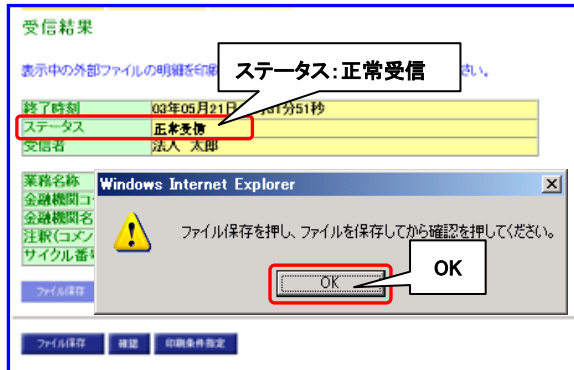 受信結果
表示中の外部ファイルの明細を印刷
さい。
ステータス：正常受信
終了時刻 03年05月21日 31分51秒
ステータス 正常受信
受信者 法人 太郎
業務名称
金融機関コー
金融機関名
注釈(コメン
サイクル番号
Windows Internet Explorer
ファイル保存を押し、ファイルを保存してから確認を押してください。
OK
OK
ファイル保存
ファイル保存 確認 印刷条件指定